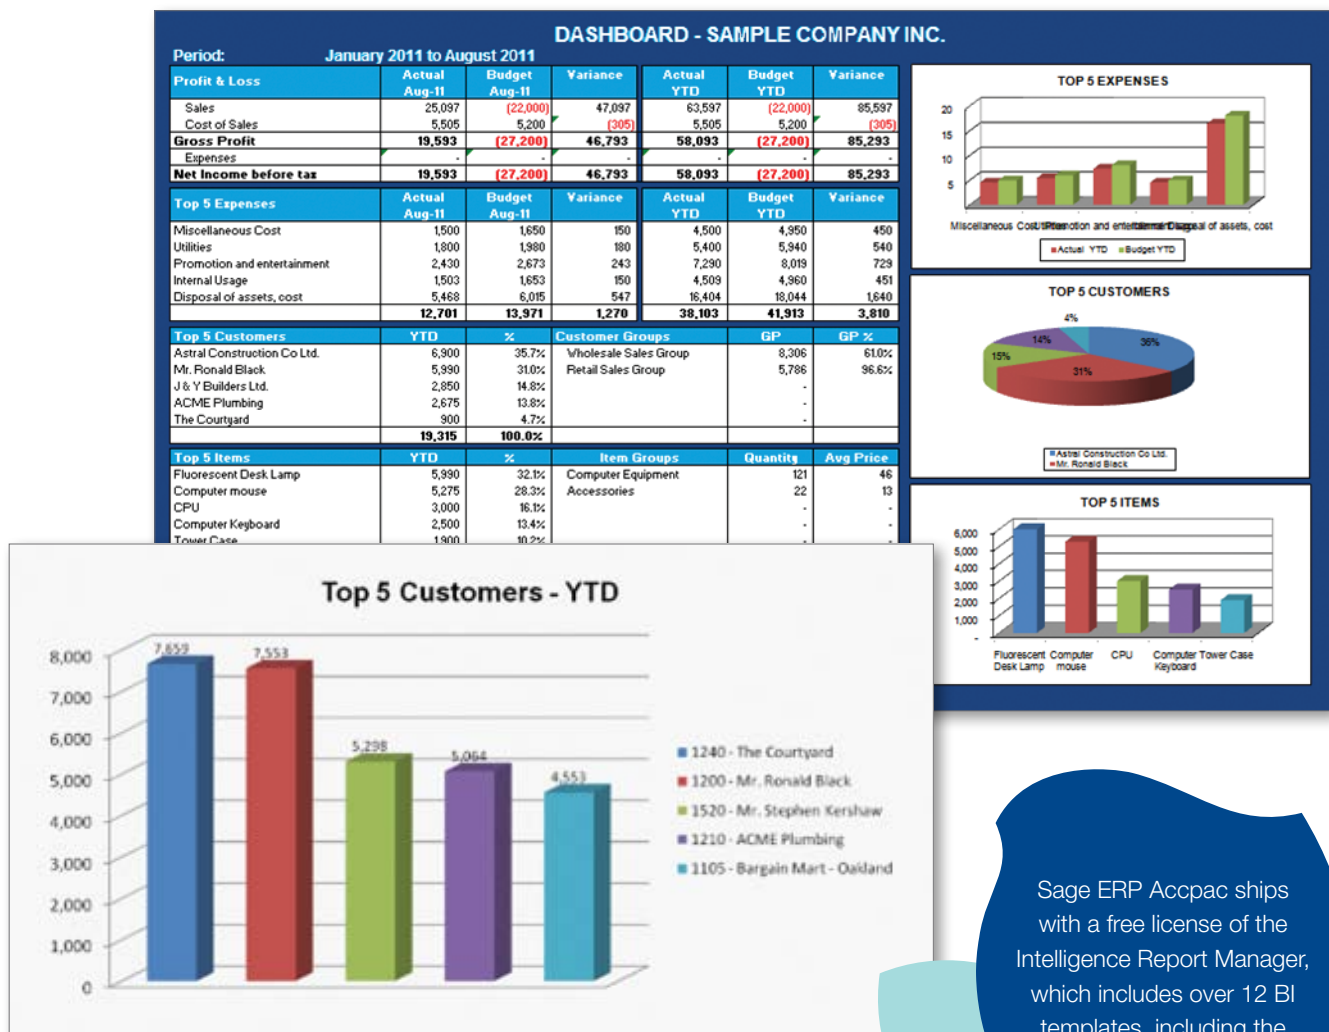 DASHBOARD - SAMPLE COMPANY INC.
Period: January 2011 to August 2011
Profit & Loss Actual Aug-11 Budget Aug-11 Variance Actual YTD Budget YTD Variance
Sales 25,097 (22,000) 47,097 63,597 (22,000) 85,597
Cost of Sales 5,505 5,200 (305) 5,505 5,200 (305)
Gross Profit 19,593 (27,200) 46,793 58,093 (27,200) 85,293
Expenses - - - - - -
Net Income before tax 19,593 (27,200) 46,793 58,093 (27,200) 85,293
Top 5 Expenses Actual Aug-11 Budget Aug-11 Variance Actual YTD Budget YTD Variance
Miscellaneous Cost 1,500 1,650 150 4,500 4,950 450
Utilities 1,800 1,980 180 5,400 5,940 540
Promotion and entertainment 2,430 2,673 243 7,290 8,019 729
Internal Usage 1,503 1,653 150 4,509 4,960 451
Disposal of assets, cost 5,468 6,015 547 16,404 18,044 1,640
12,701 13,971 1,270 38,103 41,913 3,810
Top 5 Customers YTD % Customer Groups GP GP %
Astral Construction Co Ltd. 6,900 35.7% Wholesale Sales Group 8,306 61.0%
Mr. Ronald Black 5,990 31.0% Retail Sales Group 5,786 96.6%
J & Y Builders Ltd. 2,850 14.8% -
ACME Plumbing 2,675 13.8% -
The Courtyard 900 4.7% -
19,315 100.0%
Top 5 Items YTD % Item Groups Quantity Avg Price
Fluorescent Desk Lamp 5,990 32.1% Computer Equipment 121 46
Computer mouse 5,275 28.3% Accessories 22 13
CPU 3,000 16.1% - -
Computer Keyboard 2,500 13.4% - -
Tower Case 1,900 10.2% - -
TOP 5 EXPENSES
20
15
10
5
Miscellaneous Cost Promotion and entertainment Disposal of assets, cost
Actual YTD Budget YTD
TOP 5 CUSTOMERS
4%
14%
36%
15%
31%
Astral Construction Co Ltd.
Mr. Ronald Black
TOP 5 ITEMS
6,000
5,000
4,000
3,000
2,000
1,000
-
Fluorescent Desk Lamp Computer mouse CPU Computer Keyboard Tower Case
Top 5 Customers - YTD
8,000
7,000
6,000
5,000
4,000
3,000
2,000
1,000
0
7,659
7,553
5,298
5,064
4,553
1240 - The Courtyard
1200 - Mr. Ronald Black
1520 - Mr. Stephen Kershaw
1210 - ACME Plumbing
1105 - Bargain Mart - Oakland
Sage ERP Accpac ships
with a free license of the
Intelligence Report Manager,
which includes over 12 BI
templates, including the